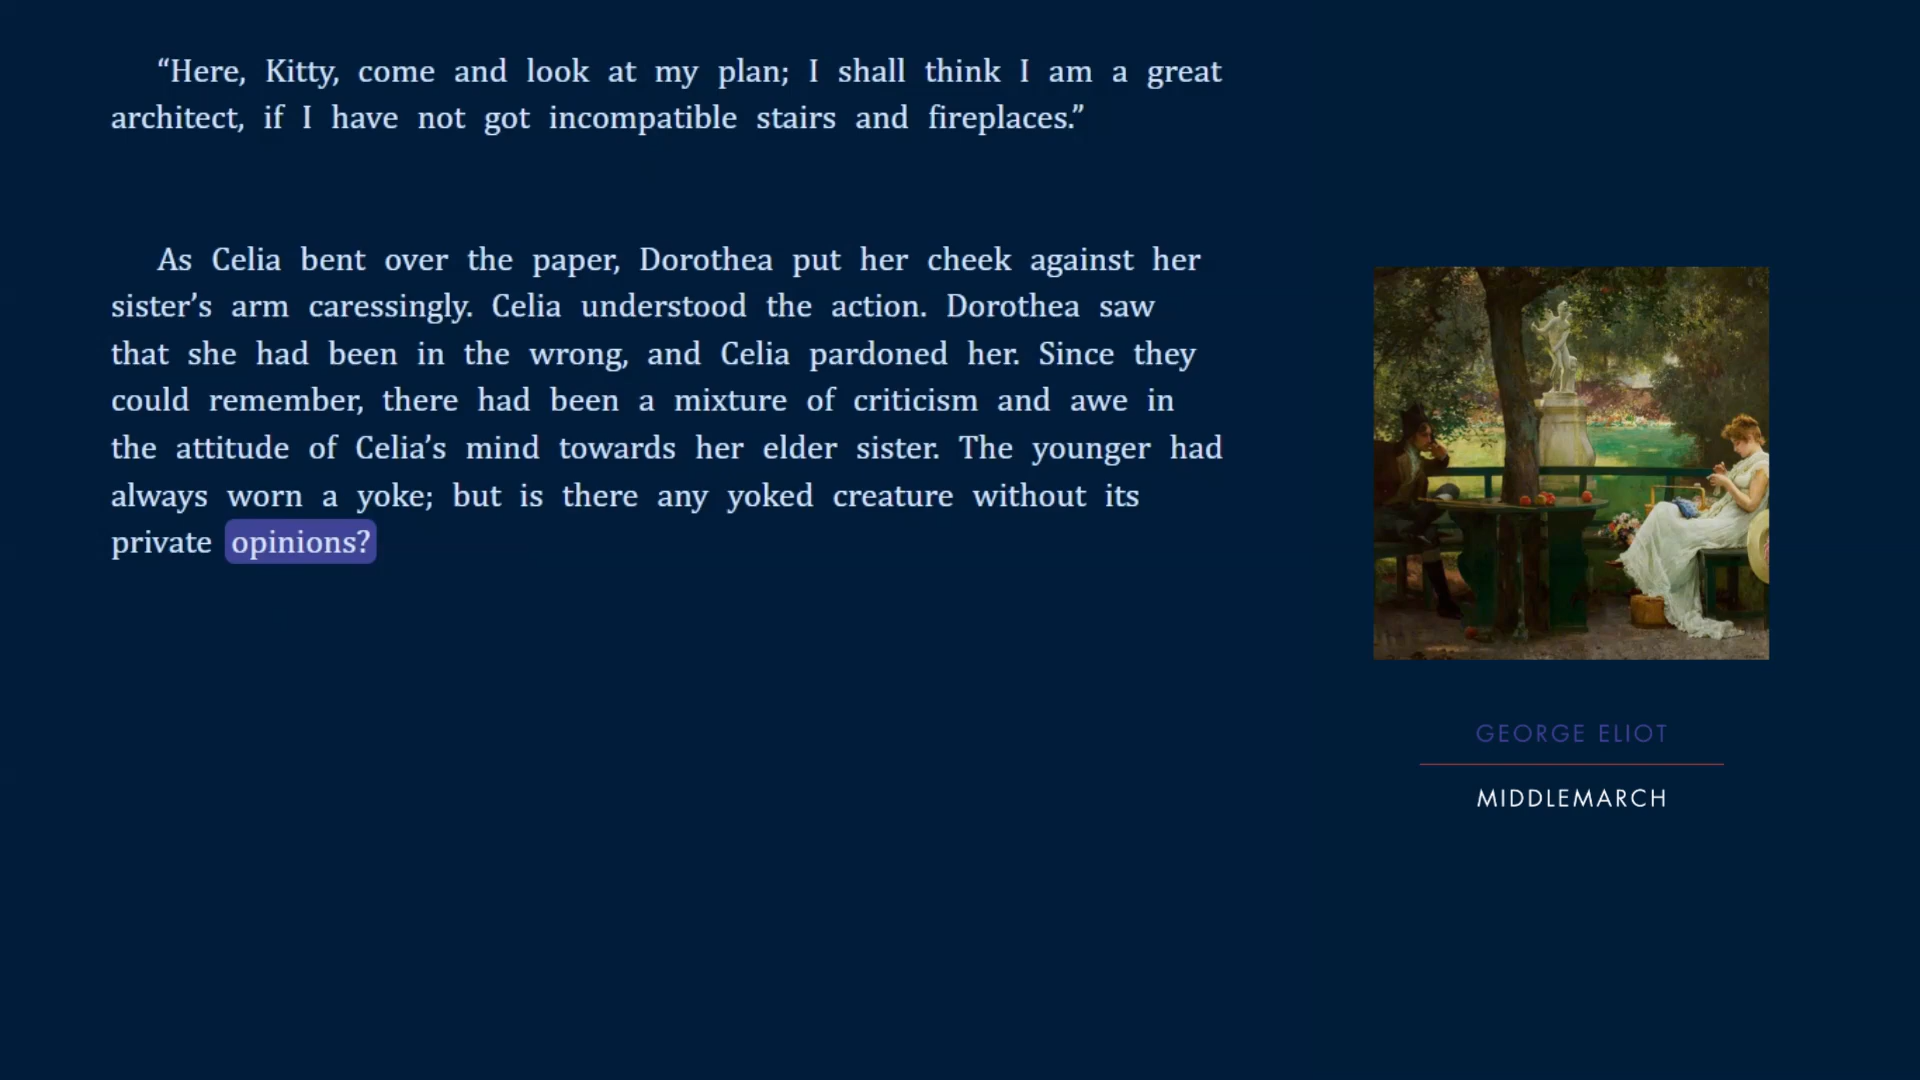 “Here, Kitty, come and look at my plan; I shall think I am a great
architect, if I have not got incompatible stairs and fireplaces.”
As Celia bent over the paper, Dorothea put her cheek against her
sister’s arm caressingly. Celia understood the action. Dorothea saw
that she had been in the wrong, and Celia pardoned her. Since they
could remember, there had been a mixture of criticism and awe in
the attitude of Celia’s mind towards her elder sister. The younger had
always worn a yoke; but is there any yoked creature without its
private opinions?
GEORGE ELIOT
MIDDLEMARCH